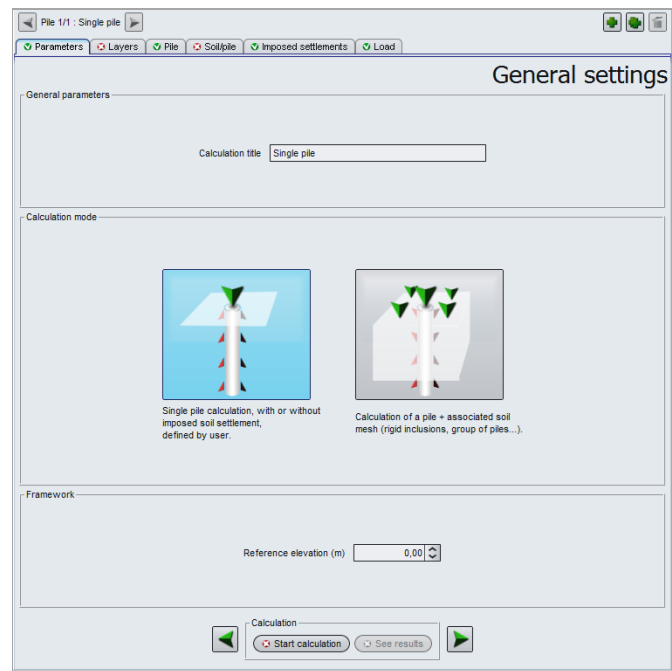 Pile 1/1 : Single pile
Parameters Layers Pile Soil/pile Imposed settlements Load
General settings
General parameters
Calculation title Single pile
Calculation mode
Single pile calculation, with or without
imposed soil settlement,
defined by user.
Calculation of a pile + associated soil
mesh (rigid inclusions, group of piles...).
Framework
Reference elevation (m) 0,00
Calculation
Start calculation See results